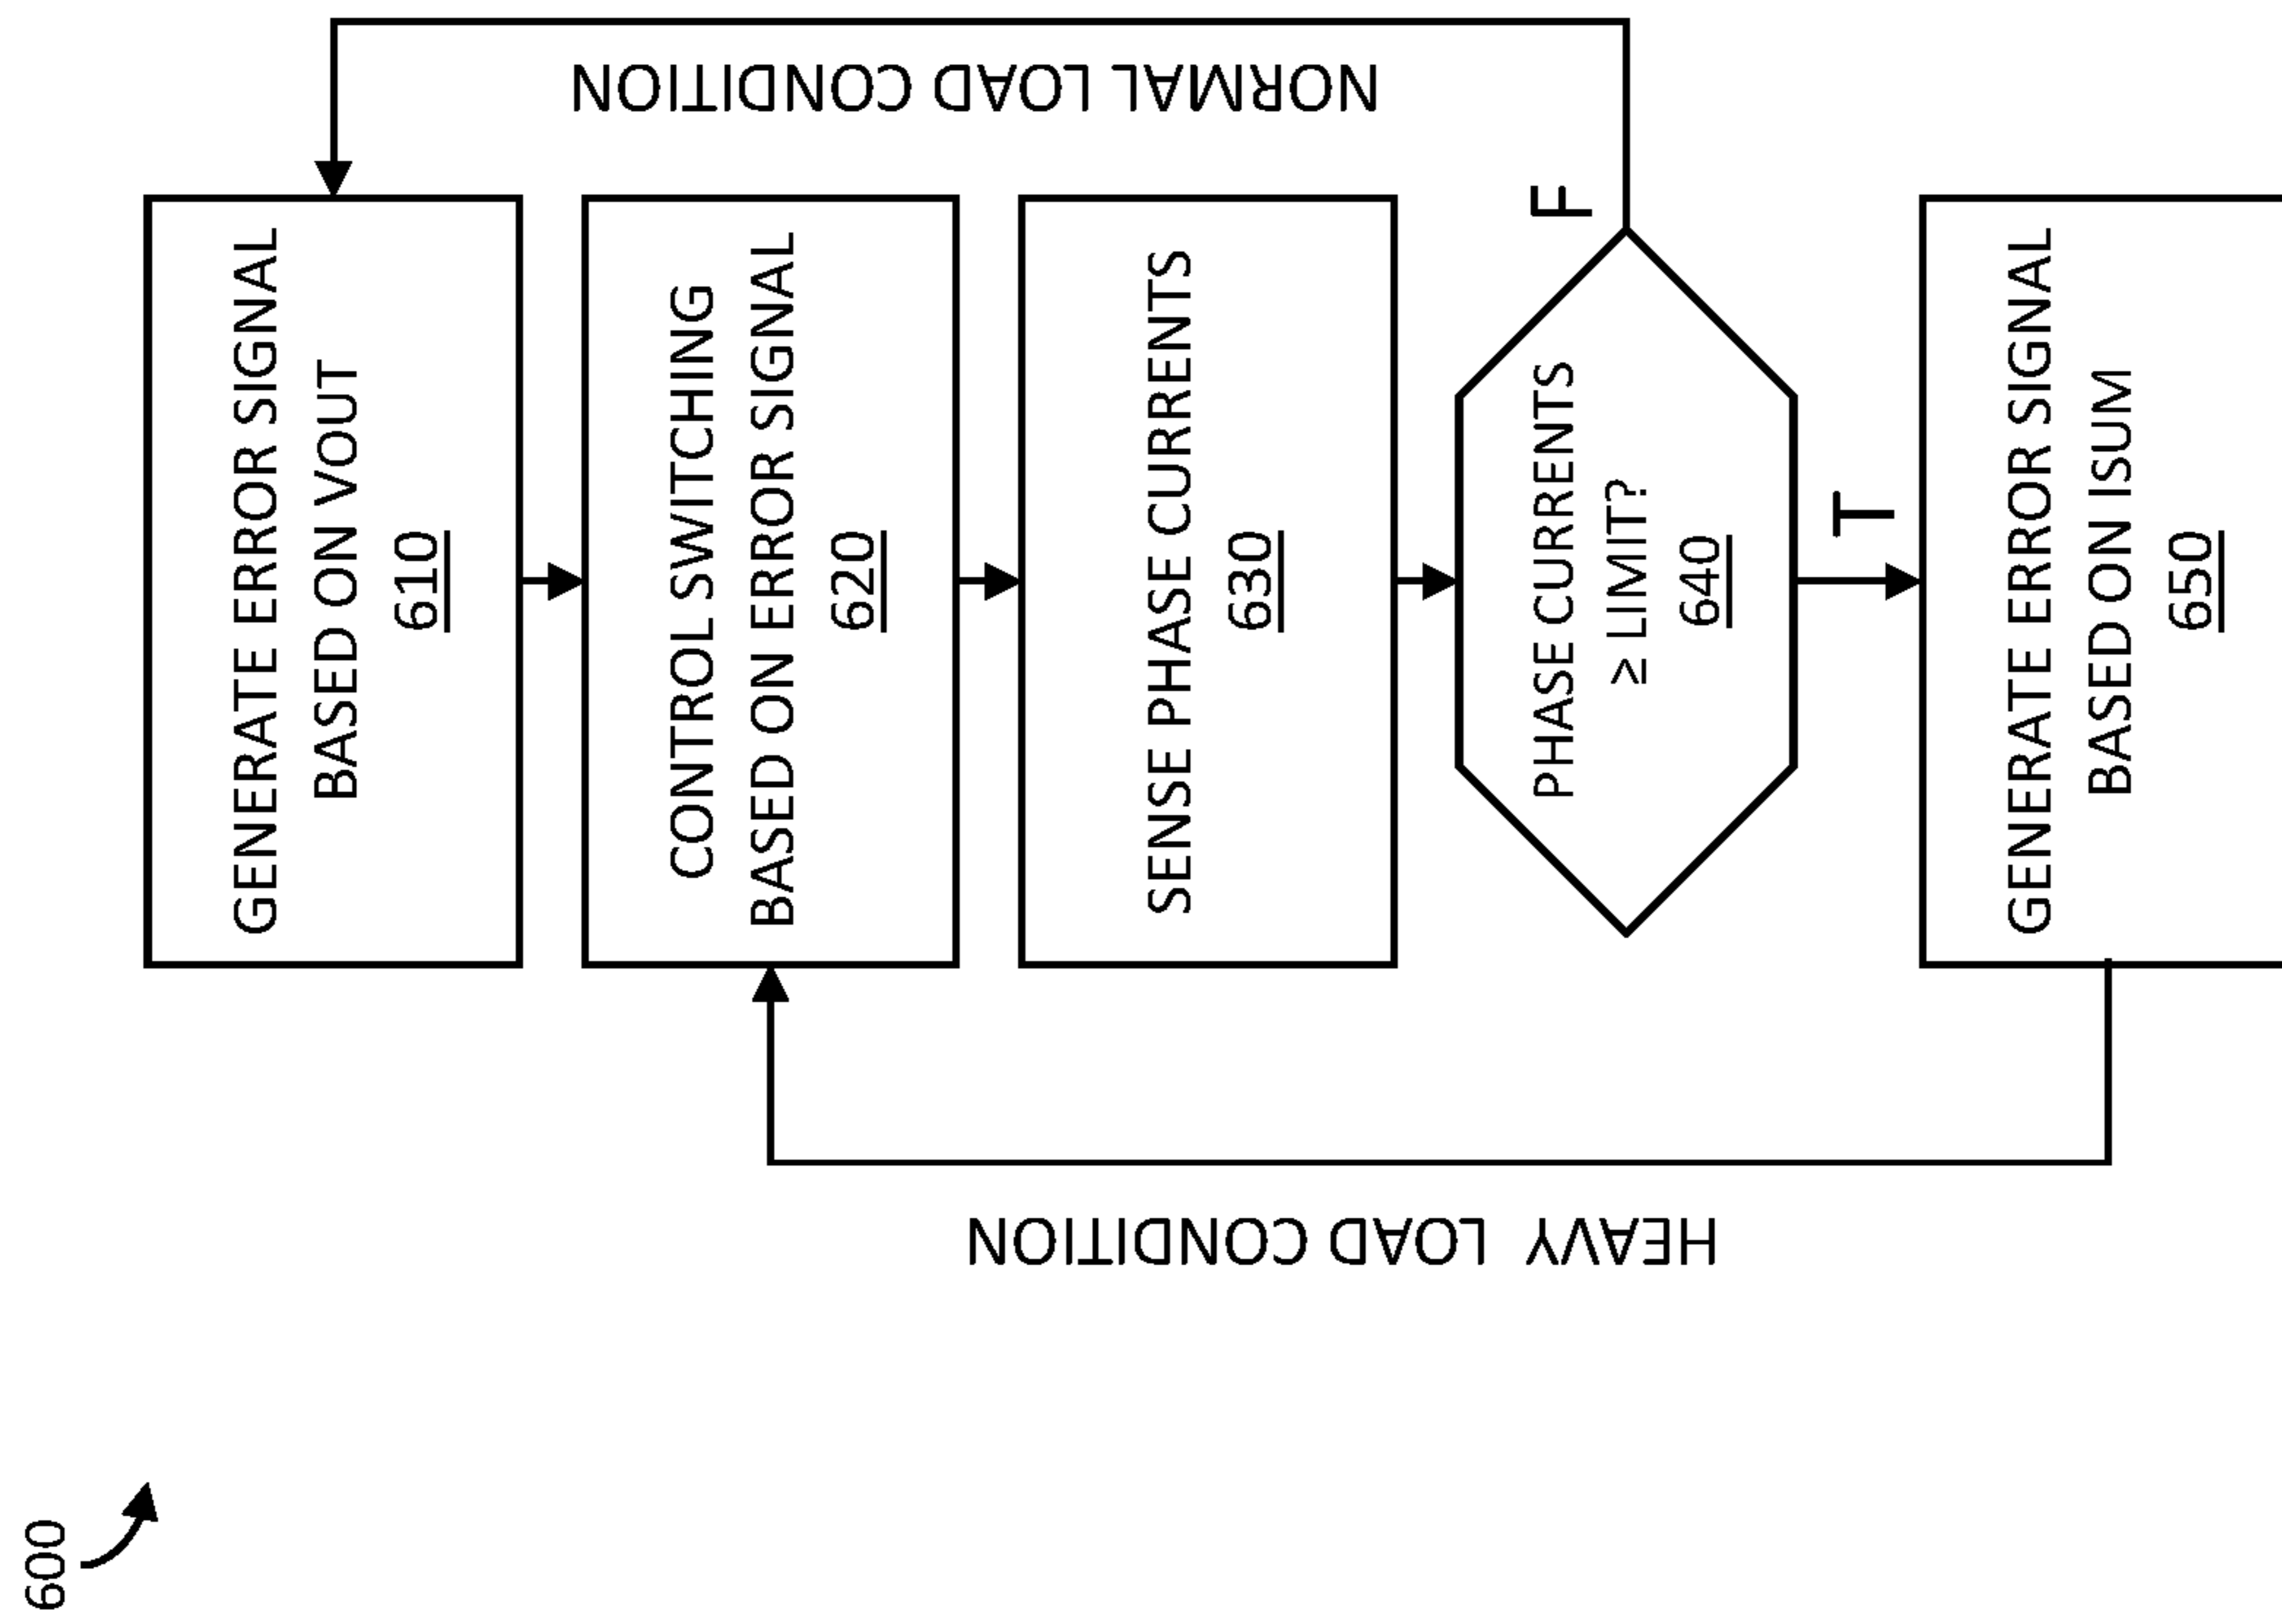 600
GENERATE ERROR SIGNAL
BASED ON VOUT
610
CONTROL SWITCHING
BASED ON ERROR SIGNAL
620
SENSE PHASE CURRENTS
630
PHASE CURRENTS
≥ LIMIT?
640
F
T
GENERATE ERROR SIGNAL
BASED ON ISUM
650
NORMAL LOAD CONDITION
HEAVY LOAD CONDITION